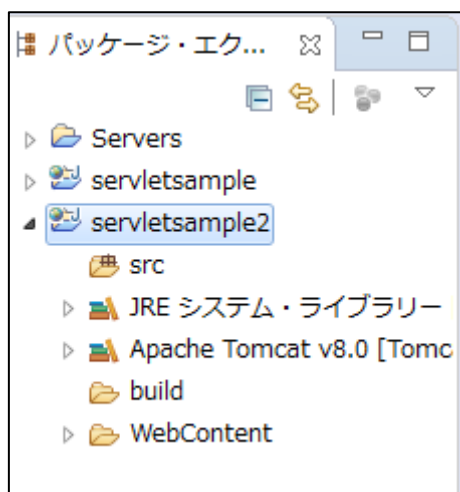 パッケージ・エク...
Servers
servletsample
servletsample2
src
JRE システム・ライブラリー
Apache Tomcat v8.0 [Tomc
build
WebContent